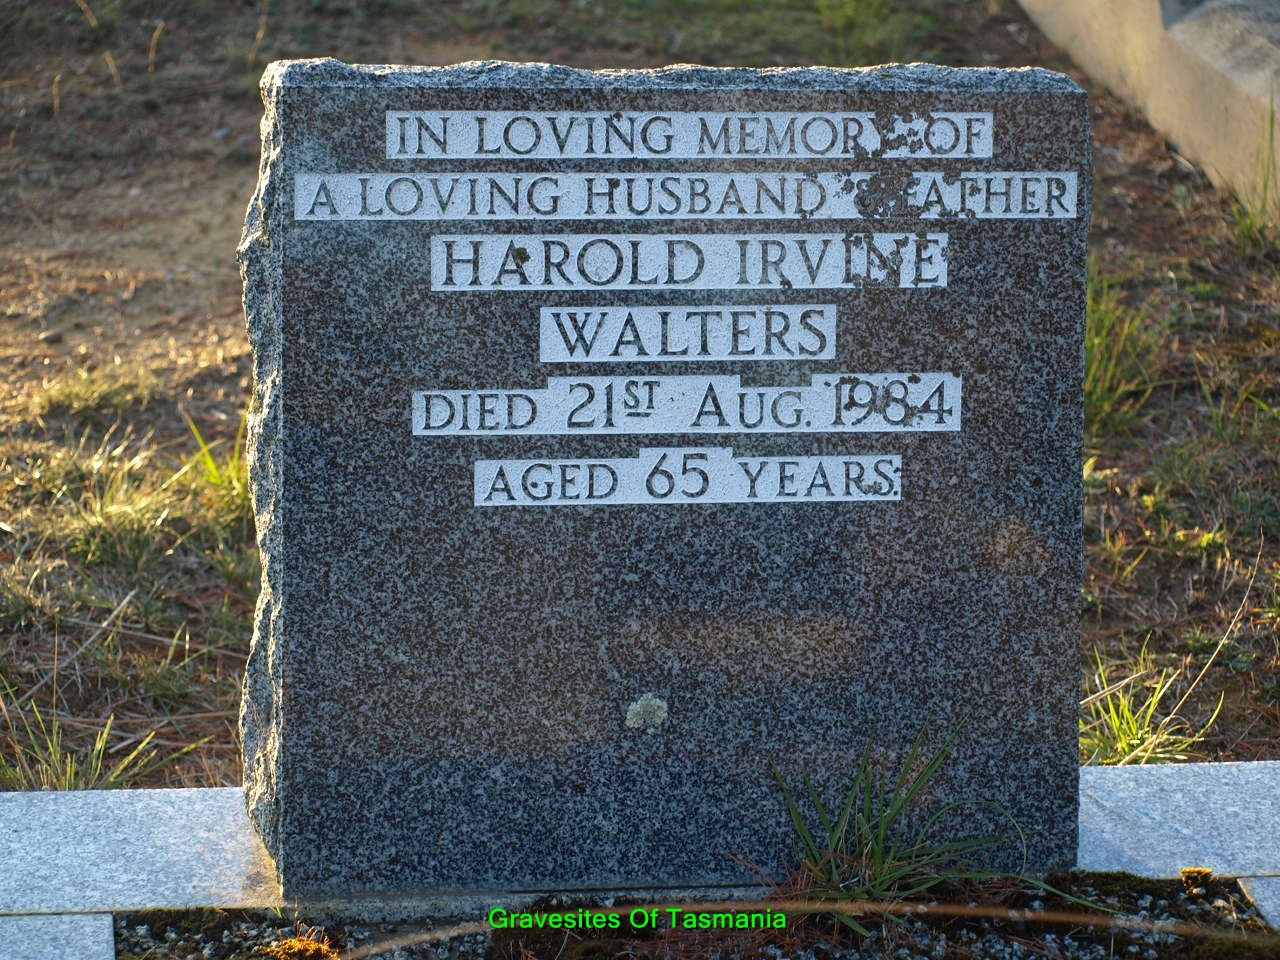 IN LOVING MEMORY OF
A LOVING HUSBAND & FATHER
HAROLD IRVINE
WALTERS
DIED 21ST AUG. 1984
AGED 65 YEARS.
Gravesites Of Tasmania